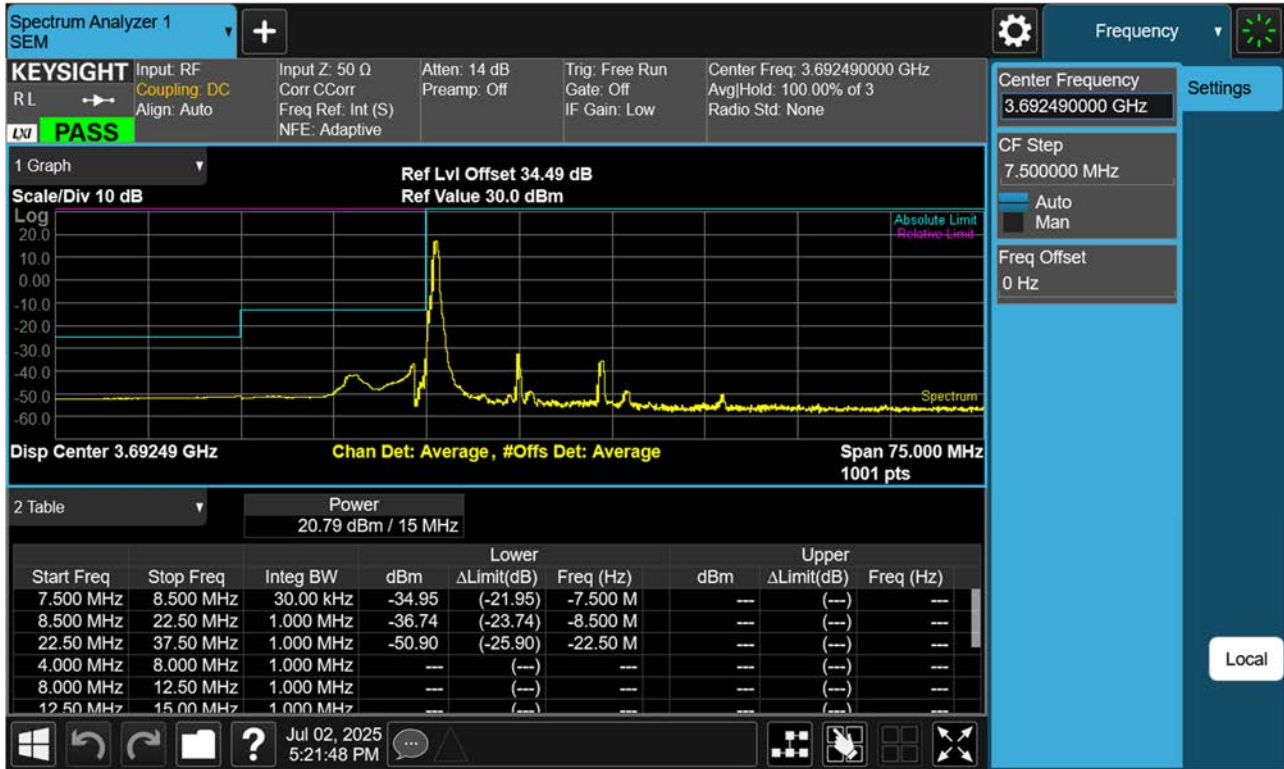 Spectrum Analyzer 1
SEM
Frequency
KEYSIGHT
RL
LXI
PASS
Input: RF
Coupling: DC
Align: Auto
Input Z: 50 Ω
Corr CCorr
Freq Ref: Int (S)
NFE: Adaptive
Atten: 14 dB
Preamp: Off
Trig: Free Run
Gate: Off
IF Gain: Low
Center Freq: 3.692490000 GHz
Avg|Hold: 100.00% of 3
Radio Std: None
Center Frequency
3.692490000 GHz
Settings
CF Step
7.500000 MHz
Auto
Man
Freq Offset
0 Hz
1 Graph
Scale/Div 10 dB
Ref Lvl Offset 34.49 dB
Ref Value 30.0 dBm
Log
20.0
10.0
0.00
-10.0
-20.0
-30.0
-40.0
-50.0
-60.0
Absolute Limit
Relative Limit
Spectrum
Disp Center 3.69249 GHz
Chan Det: Average , #Offs Det: Average
Span 75.000 MHz
1001 pts
2 Table
Power
20.79 dBm / 15 MHz
Lower Upper
Start Freq Stop Freq Integ BW dBm ΔLimit(dB) Freq (Hz) dBm ΔLimit(dB) Freq (Hz)
7.500 MHz 8.500 MHz 30.00 kHz -34.95 (-21.95) -7.500 M --- (---) ---
8.500 MHz 22.50 MHz 1.000 MHz -36.74 (-23.74) -8.500 M --- (---) ---
22.50 MHz 37.50 MHz 1.000 MHz -50.90 (-25.90) -22.50 M --- (---) ---
4.000 MHz 8.000 MHz 1.000 MHz --- (---) --- --- (---) ---
8.000 MHz 12.50 MHz 1.000 MHz --- (---) --- --- (---) ---
12.50 MHz 15.00 MHz 1.000 MHz --- (---) --- --- (---) ---
Local
?
Jul 02, 2025
5:21:48 PM